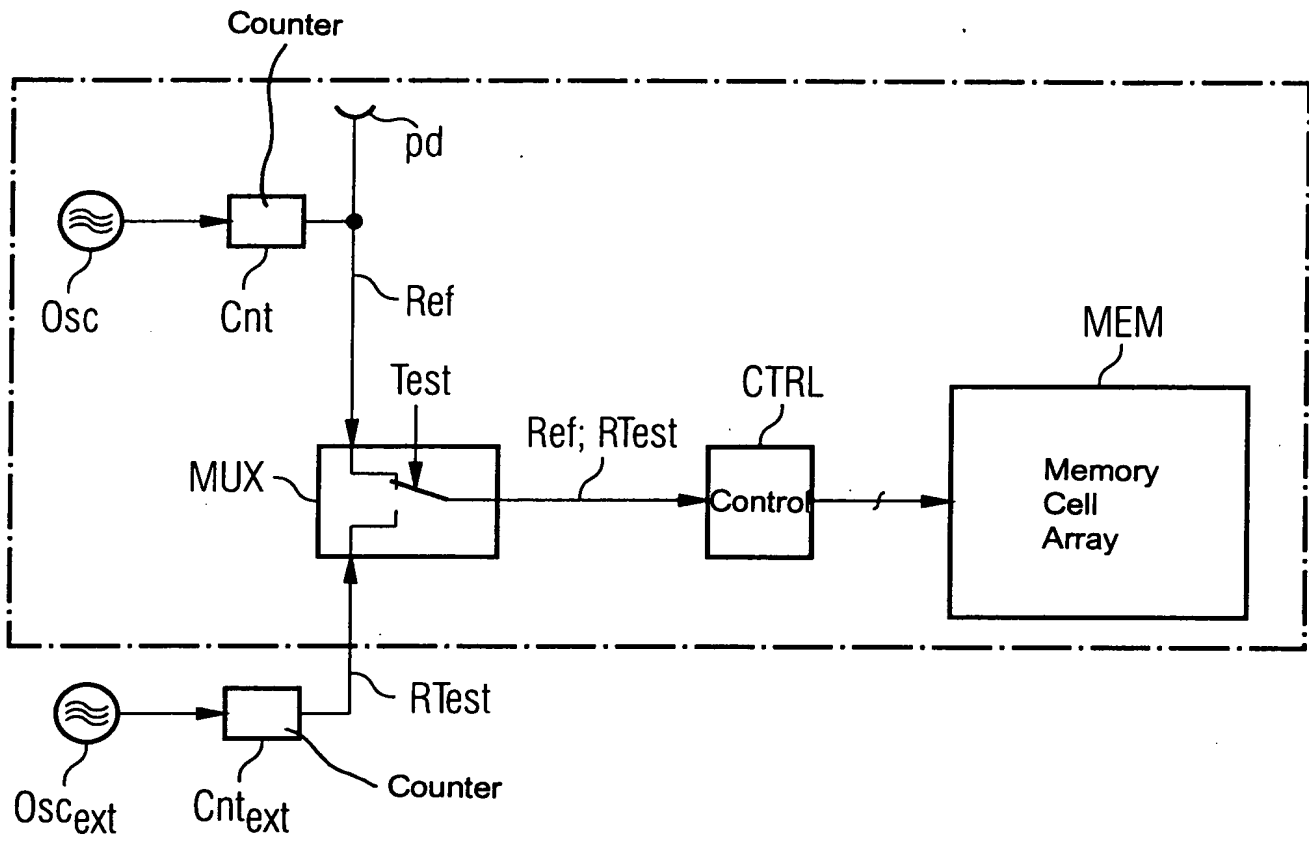 Counter
pd
Osc
Cnt
Ref
MEM
Test
CTRL
Ref; RTest
MUX
Control
Memory
Cell
Array
RTest
Counter
Oscext
Cntext